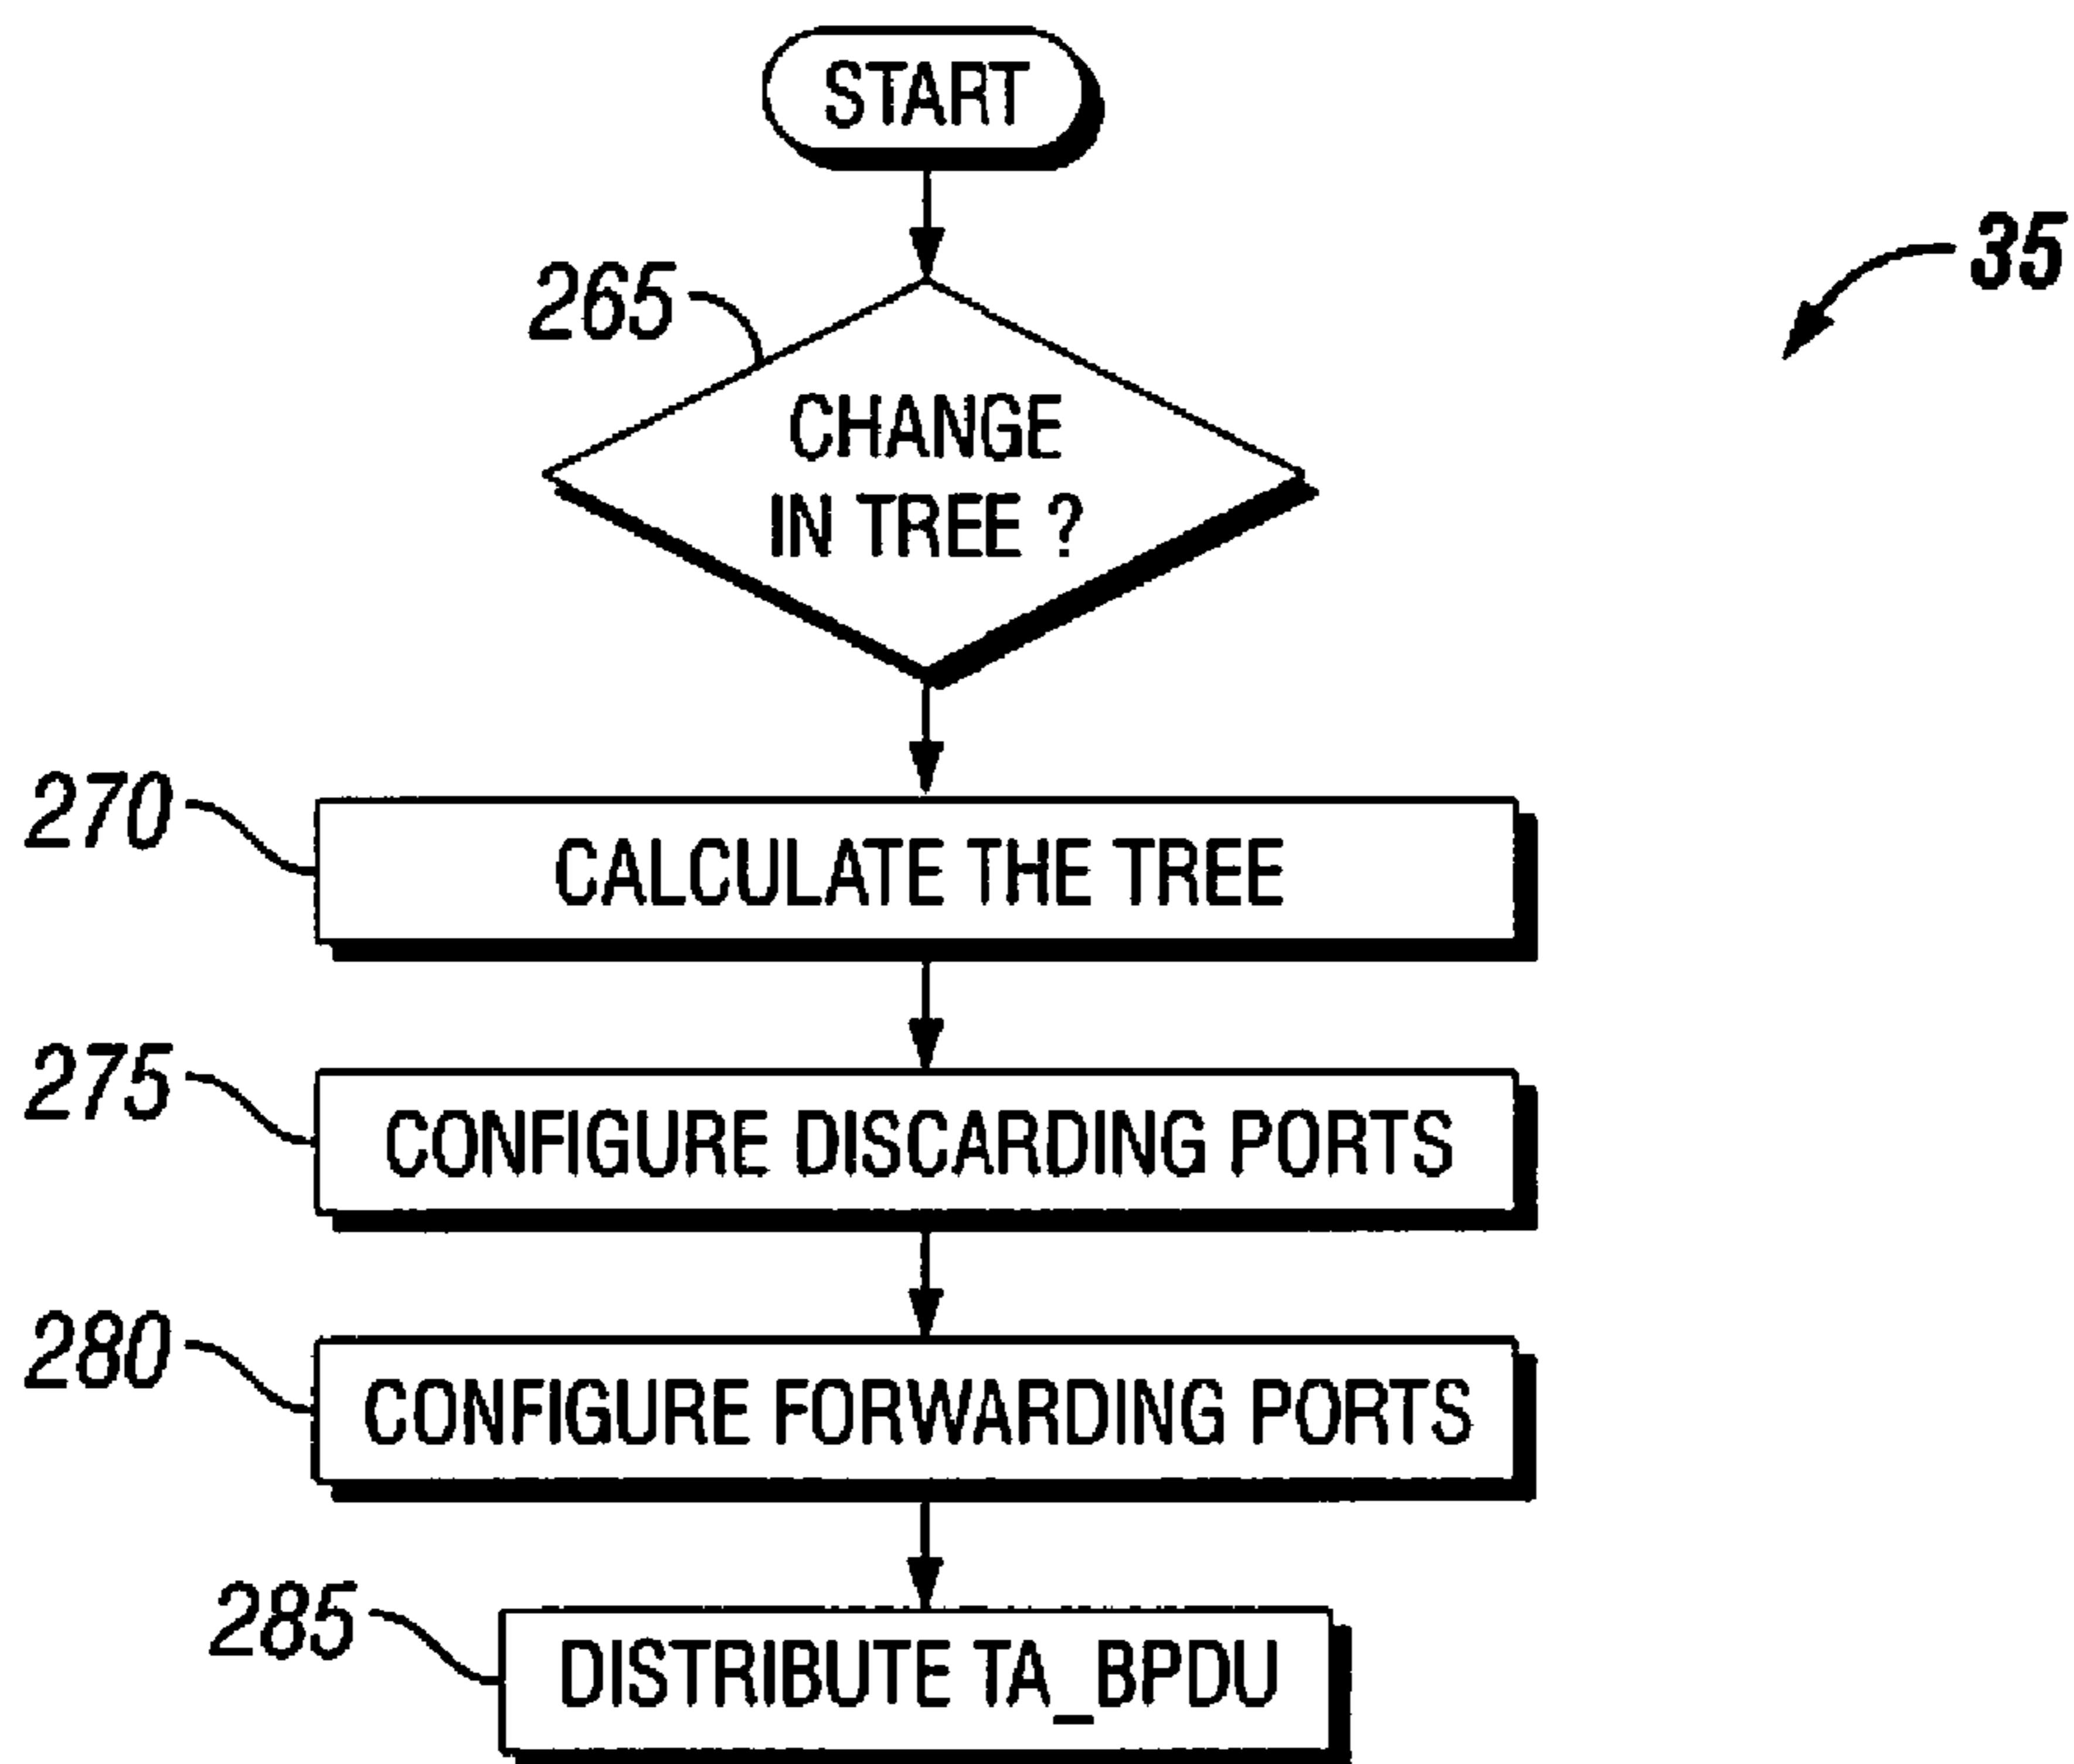 START
35
265
CHANGE
IN TREE ?
270
CALCULATE THE TREE
275
CONFIGURE DISCARDING PORTS
280
CONFIGURE FORWARDING PORTS
285
DISTRIBUTE TA_BPDU